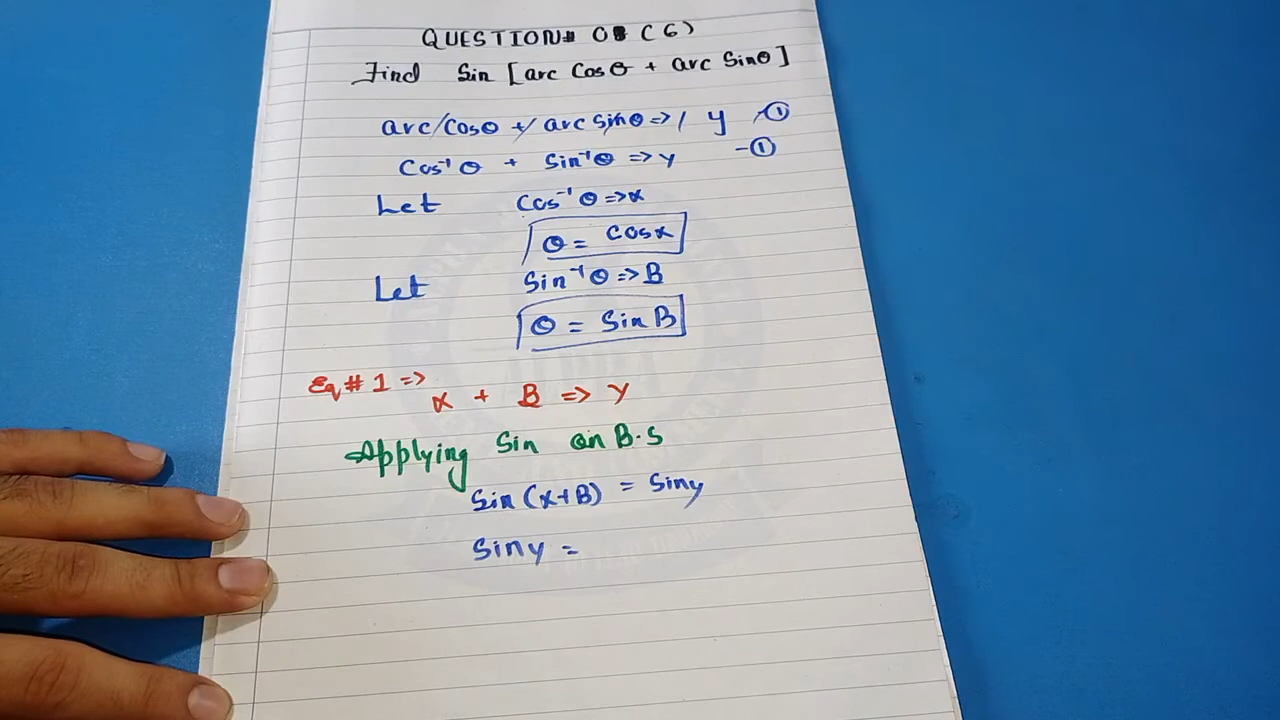 QUESTION# 0 (6)
Find Sin [arc Cosθ + arc Sinθ]
arc/Cosθ +/ arc sinθ => / y -①
Cos⁻¹θ + Sin⁻¹θ => y -①
Let Cos⁻¹θ => α
θ = Cosα
Let Sin⁻¹θ => B
θ = Sin B
Eq # 1 => α + B => y
Applying Sin on B.S
Sin (α+B) = Siny
Siny =